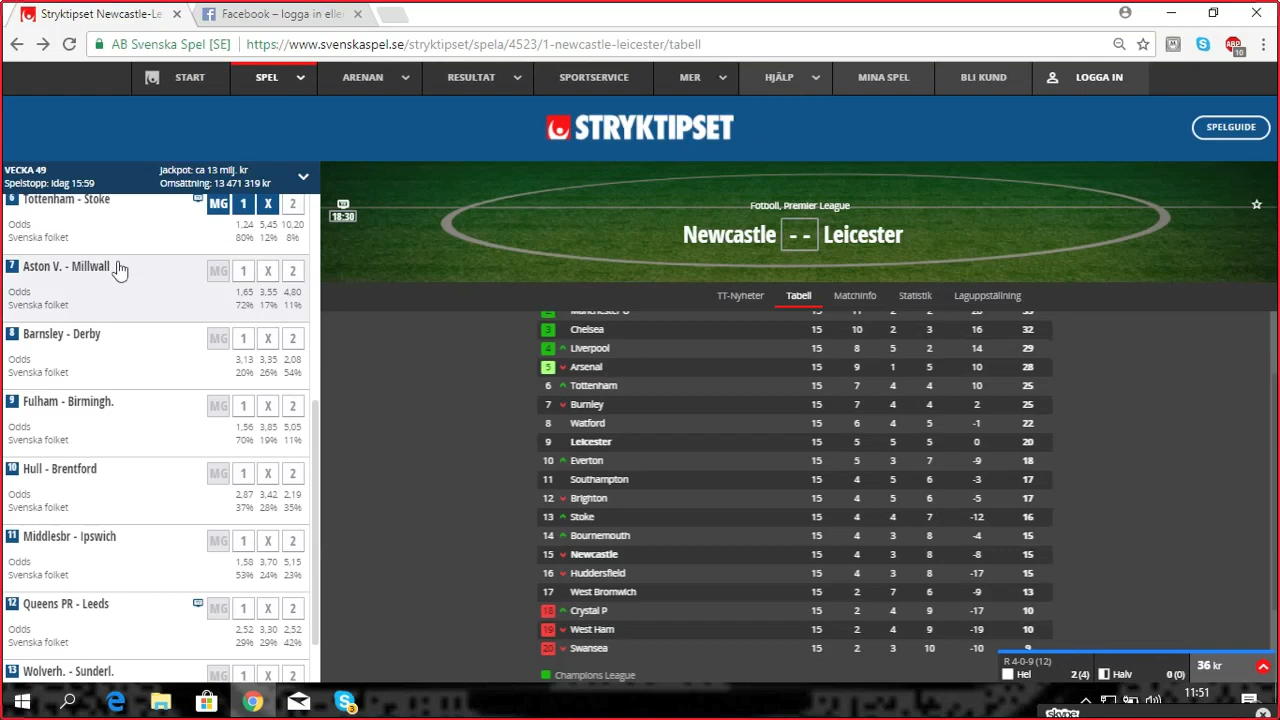 Stryktipset Newcastle-Le
Facebook – logga in elle
AB Svenska Spel [SE]
https://www.svenskaspel.se/stryktipset/spela/4523/1-newcastle-leicester/tabell
ABP
10
START
SPEL
ARENAN
RESULTAT
SPORTSERVICE
MER
HJÄLP
MINA SPEL
BLI KUND
LOGGA IN
STRYKTIPSET
SPELGUIDE
VECKA 49
Jackpot: ca 13 milj. kr
Spelstopp: Idag 15:59
Omsättning: 13 471 319 kr
6 Tottenham - Stoke
MG 1 X 2
Odds 1,24 5,45 10,20
Svenska folket 80% 12% 8%
7 Aston V. - Millwall
MG 1 X 2
Odds 1,65 3,55 4,80
Svenska folket 72% 17% 11%
8 Barnsley - Derby
MG 1 X 2
Odds 3,13 3,35 2,08
Svenska folket 20% 26% 54%
9 Fulham - Birmingh.
MG 1 X 2
Odds 1,56 3,85 5,05
Svenska folket 70% 19% 11%
10 Hull - Brentford
MG 1 X 2
Odds 2,87 3,42 2,19
Svenska folket 37% 28% 35%
11 Middlesbr - Ipswich
MG 1 X 2
Odds 1,58 3,70 5,15
Svenska folket 53% 24% 23%
12 Queens PR - Leeds
MG 1 X 2
Odds 2,52 3,30 2,52
Svenska folket 29% 29% 42%
13 Wolverh. - Sunderl.
MG 1 X 2
18:30
Fotboll, Premier League
Newcastle - - Leicester
TT-Nyheter
Tabell
Matchinfo
Statistik
Laguppställning
3 Chelsea 15 10 2 3 16 32
4 Liverpool 15 8 5 2 14 29
5 Arsenal 15 9 1 5 10 28
6 Tottenham 15 7 4 4 10 25
7 Burnley 15 7 4 4 2 25
8 Watford 15 6 4 5 -1 22
9 Leicester 15 5 5 5 0 20
10 Everton 15 5 3 7 -9 18
11 Southampton 15 4 5 6 -3 17
12 Brighton 15 4 5 6 -5 17
13 Stoke 15 4 4 7 -12 16
14 Bournemouth 15 4 3 8 -4 15
15 Newcastle 15 4 3 8 -8 15
16 Huddersfield 15 4 3 8 -17 15
17 West Bromwich 15 2 7 6 -9 13
18 Crystal P 15 2 4 9 -17 10
19 West Ham 15 2 4 9 -19 10
20 Swansea 15 2 3 10 -10 9
Champions League
R 4-0-9 (12)
Hel 2(4)
Halv 0(0)
36 kr
3
11:51
skype